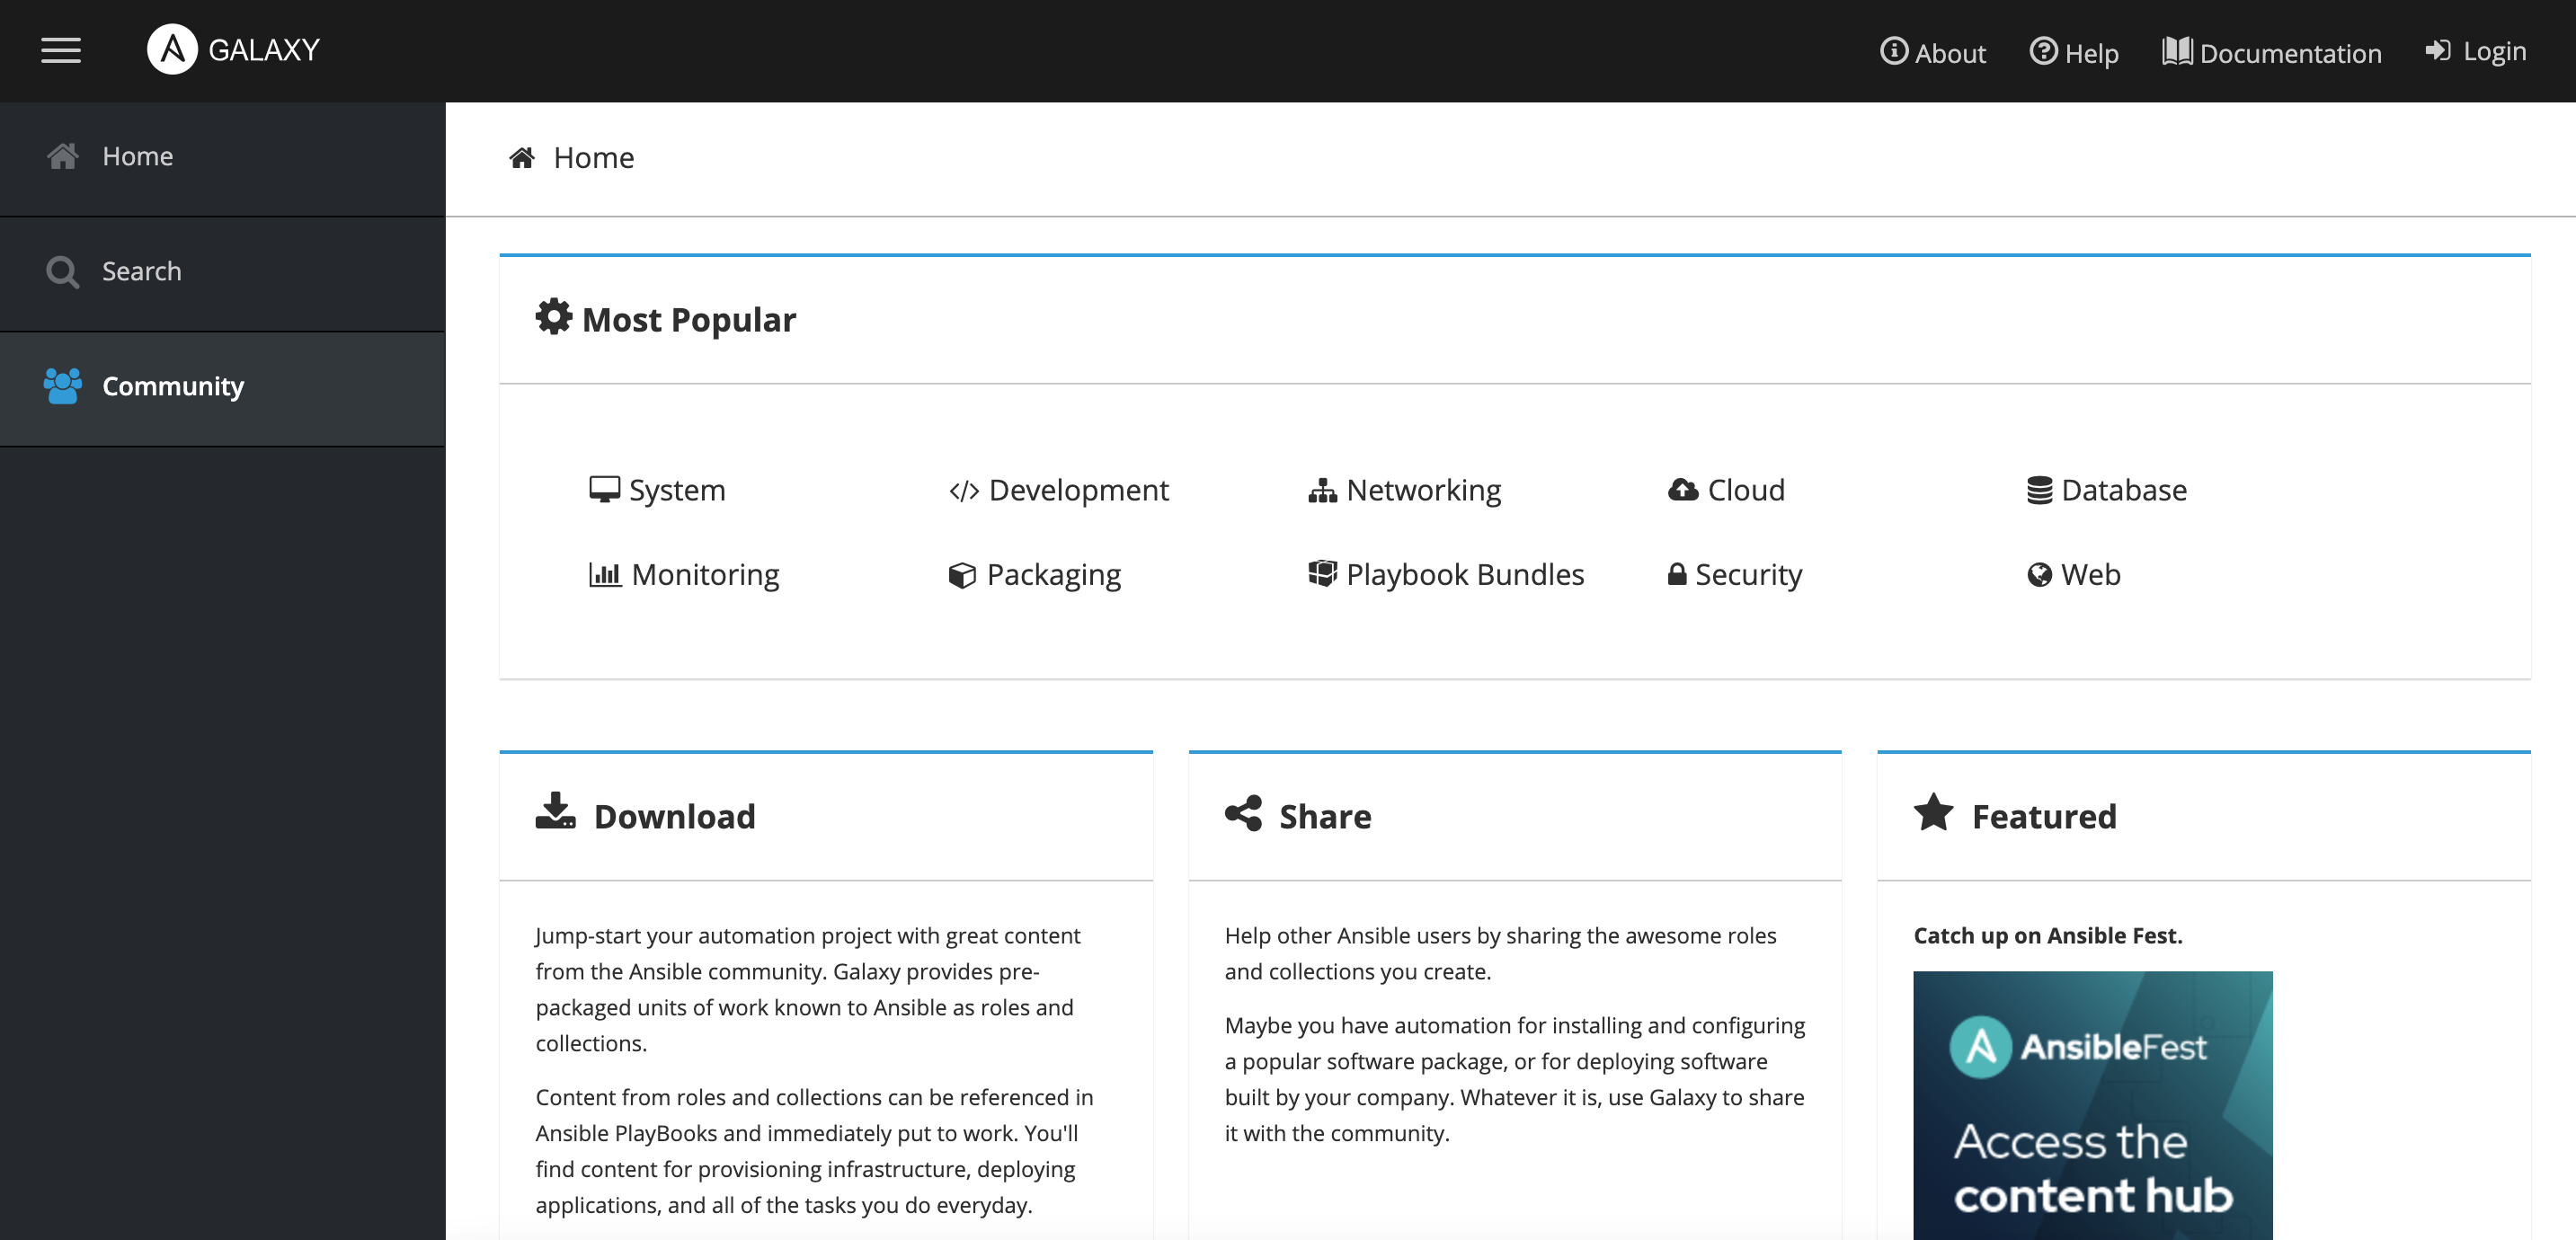 GALAXY
About
Help
Documentation
Login
Home
Search
Community
Home
Most Popular
System
Development
Networking
Cloud
Database
Monitoring
Packaging
Playbook Bundles
Security
Web
Download
Jump-start your automation project with great content
from the Ansible community. Galaxy provides pre-
packaged units of work known to Ansible as roles and
collections.
Content from roles and collections can be referenced in
Ansible PlayBooks and immediately put to work. You'll
find content for provisioning infrastructure, deploying
applications, and all of the tasks you do everyday.
Share
Help other Ansible users by sharing the awesome roles
and collections you create.
Maybe you have automation for installing and configuring
a popular software package, or for deploying software
built by your company. Whatever it is, use Galaxy to share
it with the community.
Featured
Catch up on Ansible Fest.
AnsibleFest
Access the
content hub